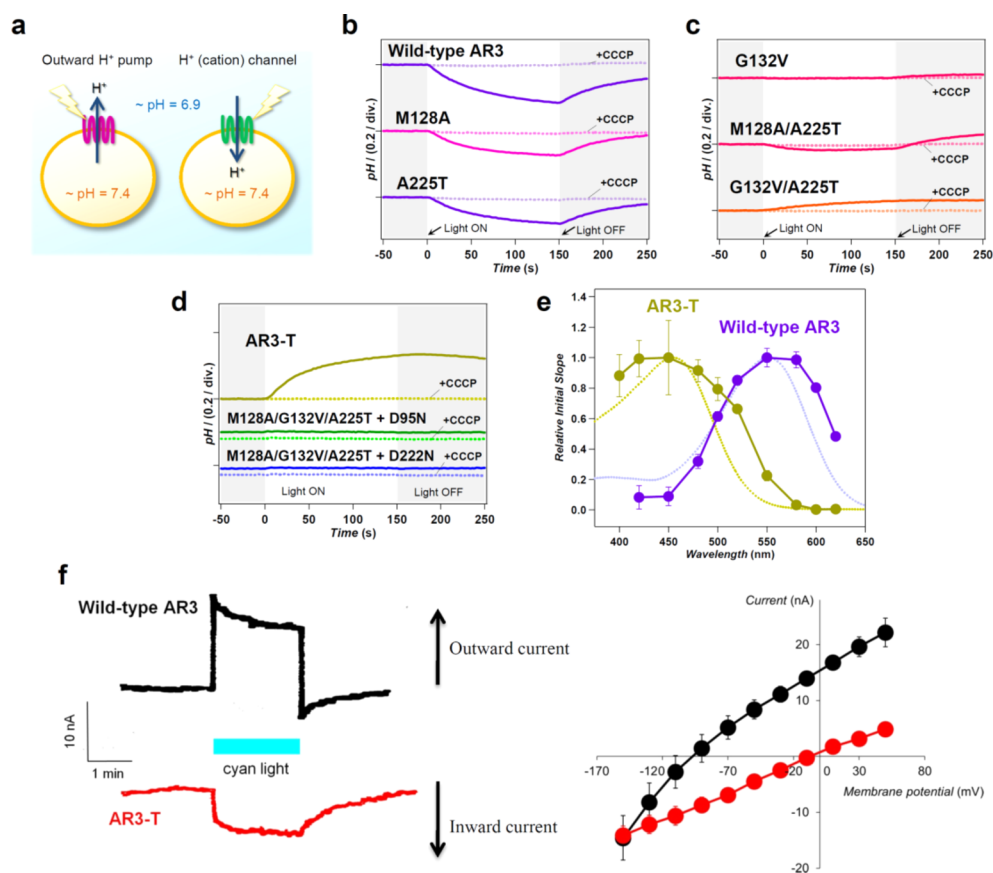 a
Outward H⁺ pump
H⁺ (cation) channel
H⁺
~ pH = 6.9
H⁺
~ pH = 7.4
~ pH = 7.4
b
Wild-type AR3
+CCCP
M128A
+CCCP
A225T
+CCCP
Light ON
Light OFF
pH / (0.2 / div.)
-50 0 50 100 150 200 250
Time (s)
c
G132V
+CCCP
M128A/A225T
+CCCP
G132V/A225T
+CCCP
Light ON
Light OFF
pH / (0.2 / div.)
-50 0 50 100 150 200 250
Time (s)
d
AR3-T
+CCCP
M128A/G132V/A225T + D95N
+CCCP
M128A/G132V/A225T + D222N
+CCCP
Light ON
Light OFF
pH / (0.2 / div.)
-50 0 50 100 150 200 250
Time (s)
e
AR3-T
Wild-type AR3
1.4
1.2
1.0
0.8
0.6
0.4
0.2
0.0
Relative Initial Slope
400 450 500 550 600 650
Wavelength (nm)
f
Wild-type AR3
Outward current
10 nA
1 min
cyan light
AR3-T
Inward current
Current (nA)
20
10
-170 -120 -70 -20 30 80
Membrane potential (mV)
-10
-20